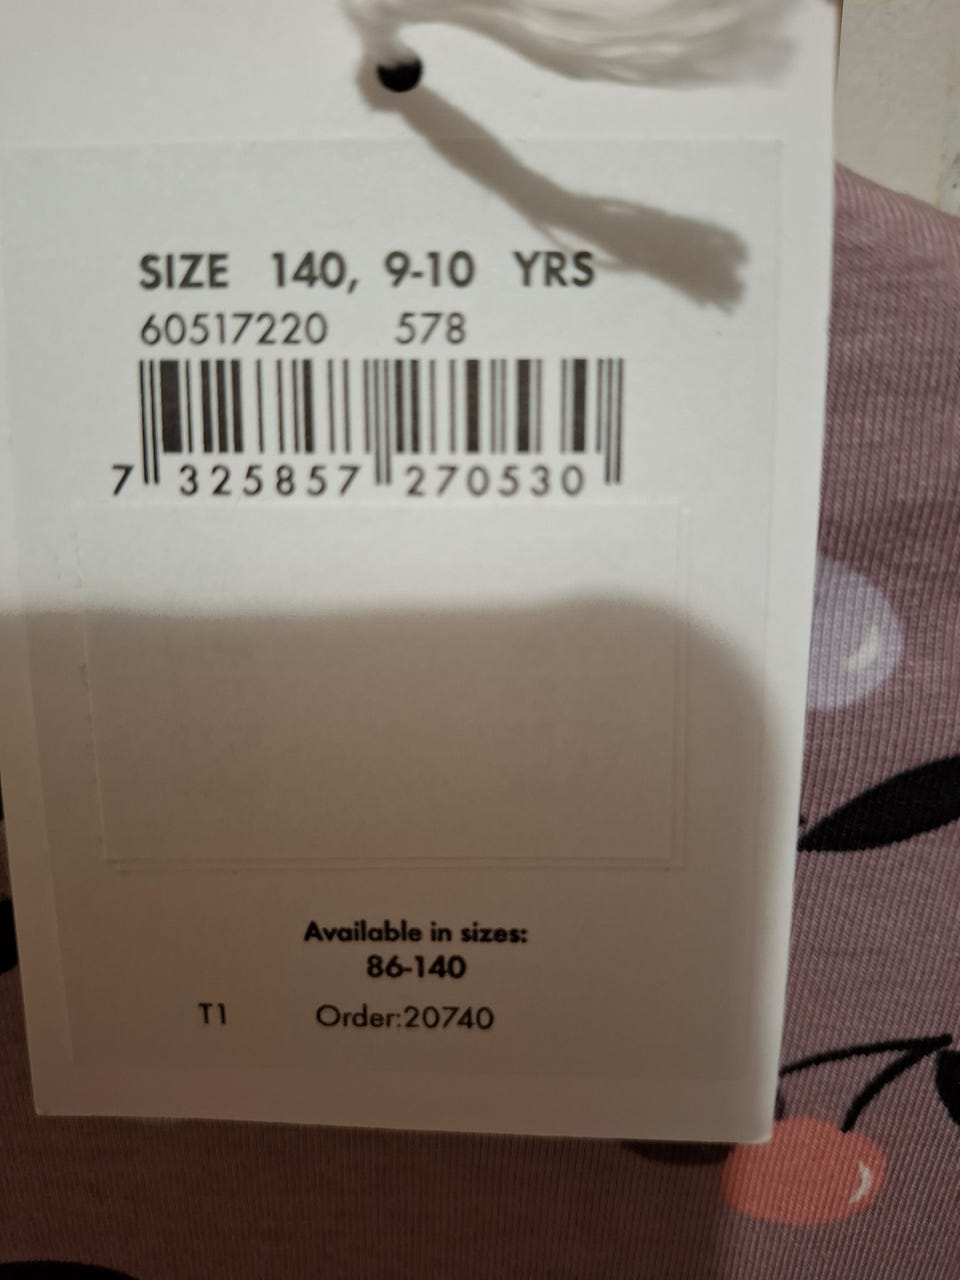 SIZE 140, 9-10 YRS
60517220 578
7 325857 270530
Available in sizes:
86-140
T1 Order:20740